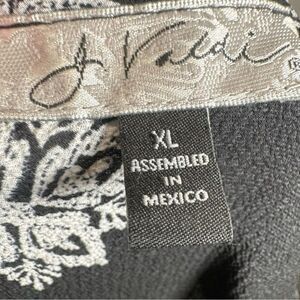 J. Valdi
XL
ASSEMBLED
IN
MEXICO